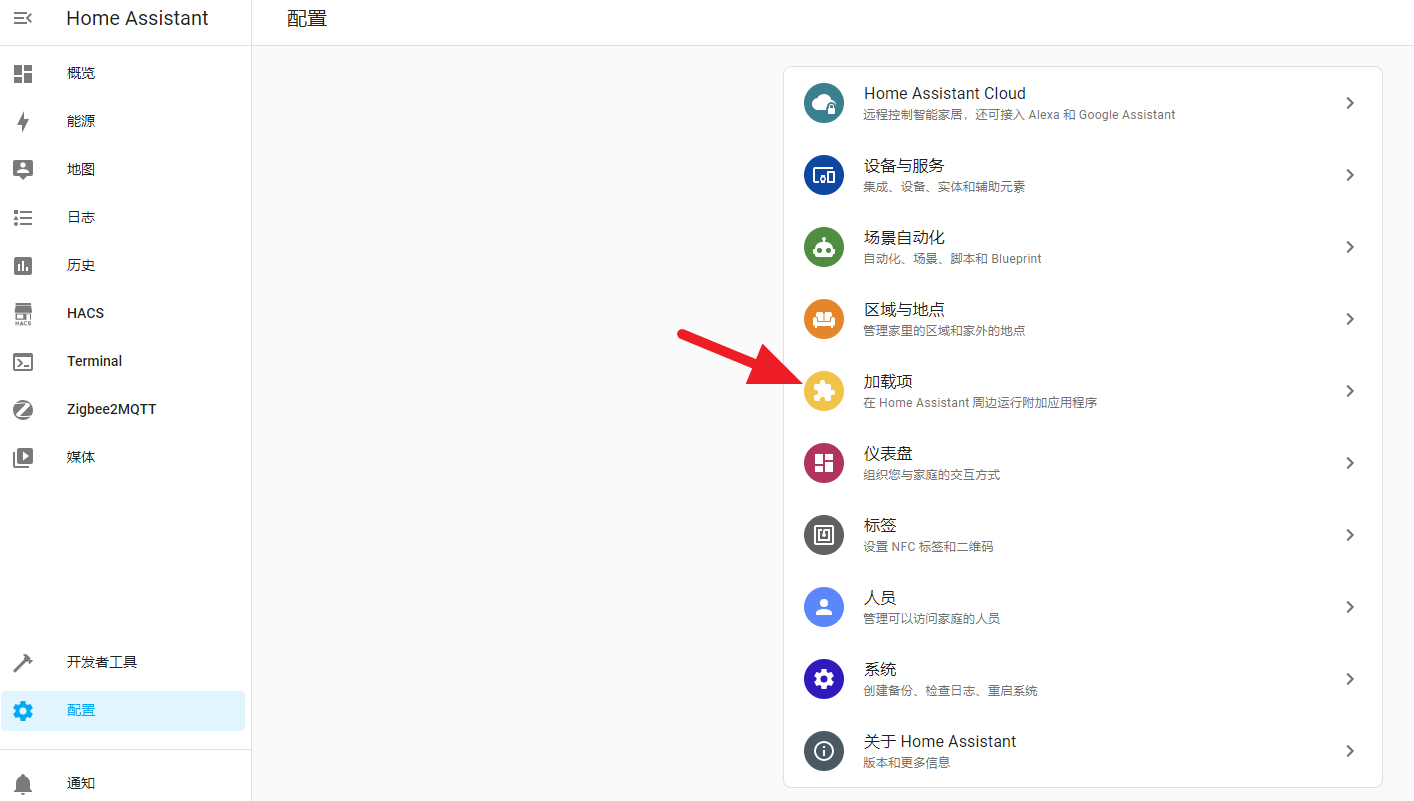 Home Assistant
配置
概览
能源
地图
日志
历史
HACS
HACS
Terminal
Zigbee2MQTT
媒体
开发者工具
配置
通知
Home Assistant Cloud
远程控制智能家居，还可接入 Alexa 和 Google Assistant
设备与服务
集成、设备、实体和辅助元素
场景自动化
自动化、场景、脚本和 Blueprint
区域与地点
管理家里的区域和家外的地点
加载项
在 Home Assistant 周边运行附加应用程序
仪表盘
组织您与家庭的交互方式
标签
设置 NFC 标签和二维码
人员
管理可以访问家庭的人员
系统
创建备份、检查日志、重启系统
关于 Home Assistant
版本和更多信息